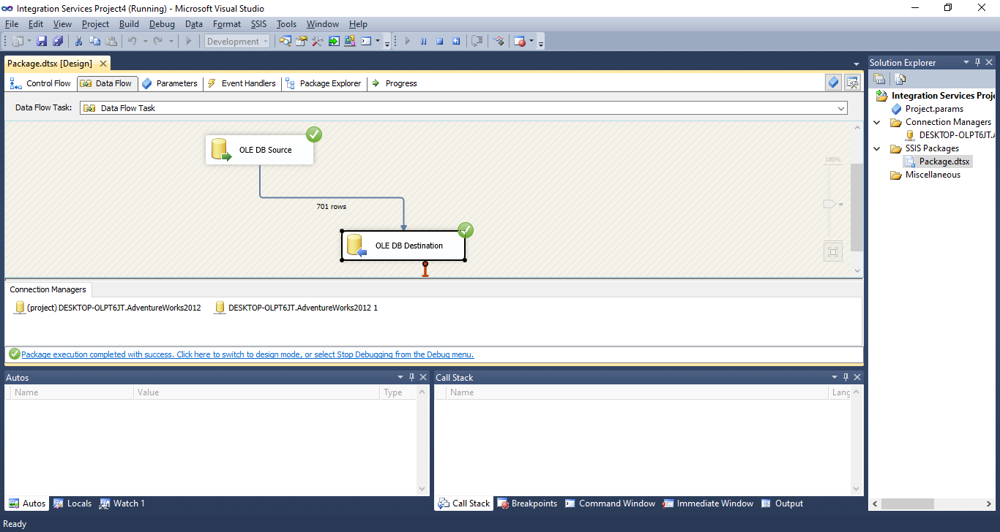 Integration Services Project4 (Running) - Microsoft Visual Studio
File Edit View Project Build Debug Data Format SSIS Tools Window Help
Development
Package.dtsx [Design]
Control Flow Data Flow Parameters Event Handlers Package Explorer Progress
Data Flow Task: Data Flow Task
OLE DB Source
100%
701 rows
OLE DB Destination
Connection Managers
(project) DESKTOP-OLPT6JT.AdventureWorks2012 DESKTOP-OLPT6JT.AdventureWorks2012 1
Package execution completed with success. Click here to switch to design mode, or select Stop Debugging from the Debug menu.
Solution Explorer
Integration Services Proje
Project.params
Connection Managers
DESKTOP-OLPT6JT.A
SSIS Packages
Package.dtsx
Miscellaneous
Autos
Name Value Type
Autos Locals Watch 1
Call Stack
Name Lang
Call Stack Breakpoints Command Window Immediate Window Output
Ready